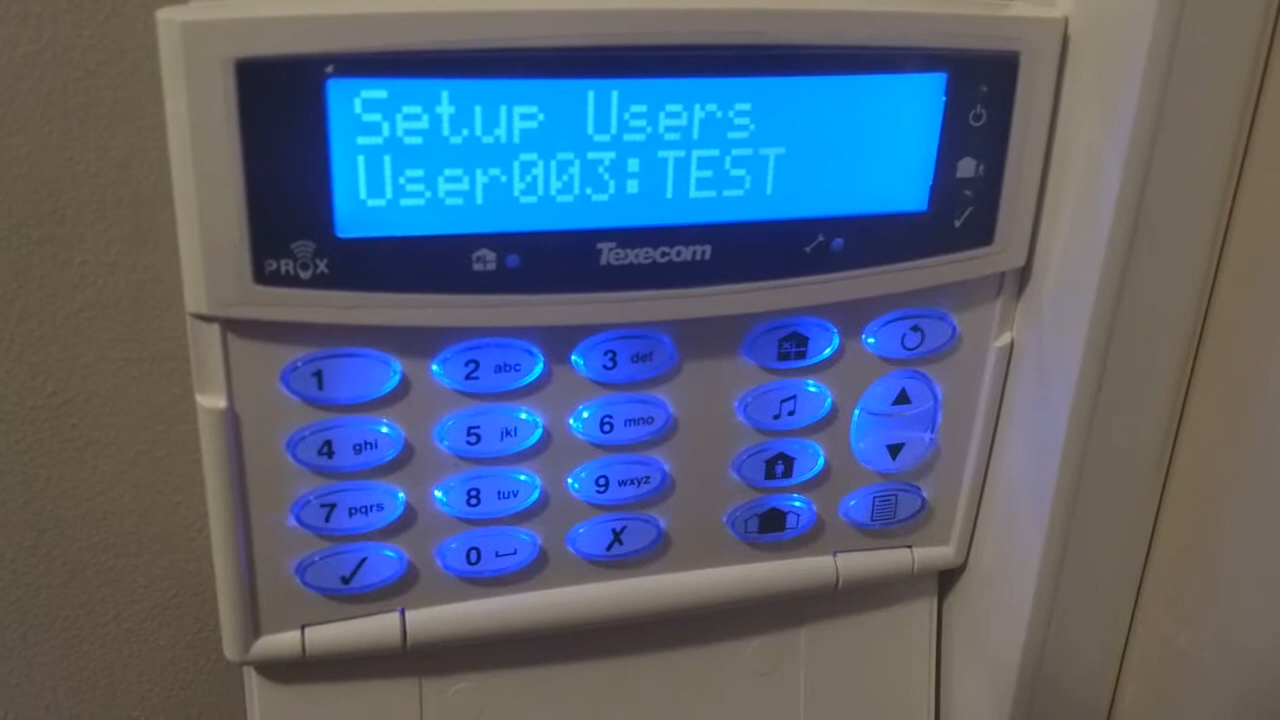 Setup Users
User003:TEST
PROX
Texecom
1
2 abc
3 def
4 ghi
5 jkl
6 mno
7 pqrs
8 tuv
9 wxyz
0